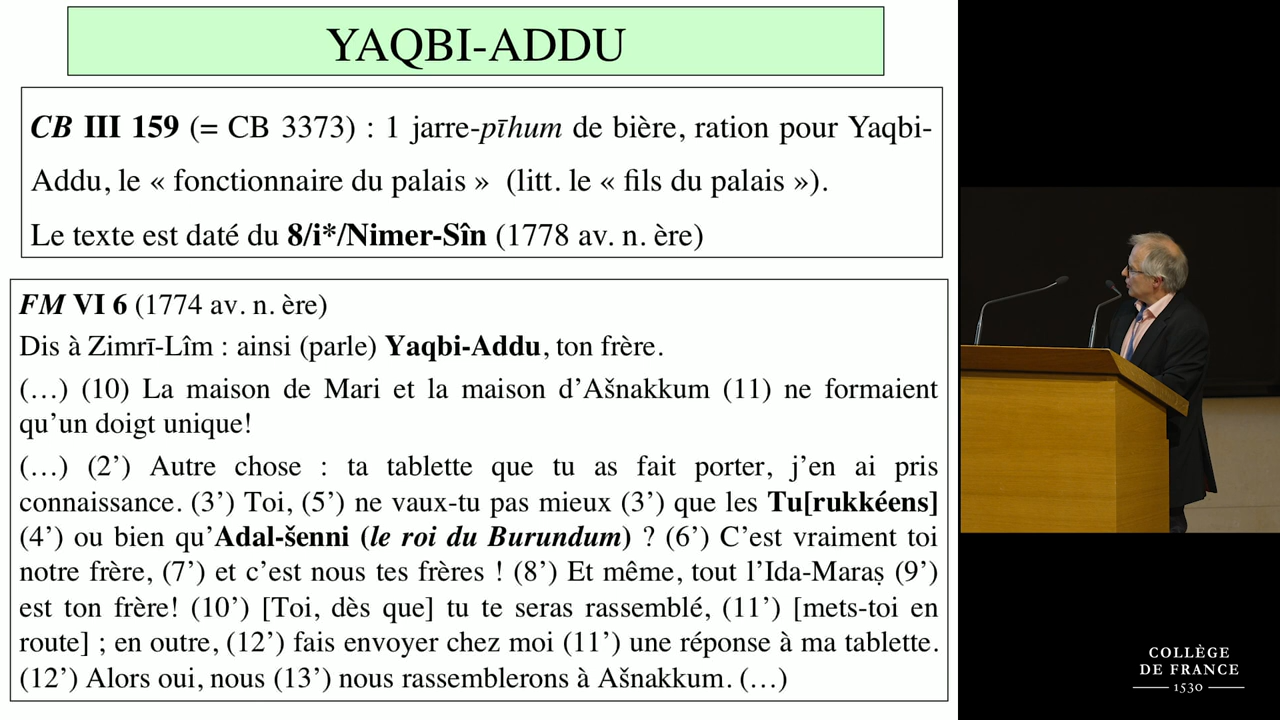 YAQBI-ADDU
CB III 159 (= CB 3373) : 1 jarre-pīhum de bière, ration pour Yaqbi-
Addu, le « fonctionnaire du palais » (litt. le « fils du palais »).
Le texte est daté du 8/i*/Nimer-Sîn (1778 av. n. ère)
FM VI 6 (1774 av. n. ère)
Dis à Zimrī-Lîm : ainsi (parle) Yaqbi-Addu, ton frère.
(…) (10) La maison de Mari et la maison d’Ašnakkum (11) ne formaient
qu’un doigt unique!
(…) (2’) Autre chose : ta tablette que tu as fait porter, j’en ai pris
connaissance. (3’) Toi, (5’) ne vaux-tu pas mieux (3’) que les Tu[rukkéens]
(4’) ou bien qu’Adal-šenni (le roi du Burundum) ? (6’) C’est vraiment toi
notre frère, (7’) et c’est nous tes frères ! (8’) Et même, tout l’Ida-Maraṣ (9’)
est ton frère! (10’) [Toi, dès que] tu te seras rassemblé, (11’) [mets-toi en
route] ; en outre, (12’) fais envoyer chez moi (11’) une réponse à ma tablette.
(12’) Alors oui, nous (13’) nous rassemblerons à Ašnakkum. (…)
COLLÈGE
DE FRANCE
1530